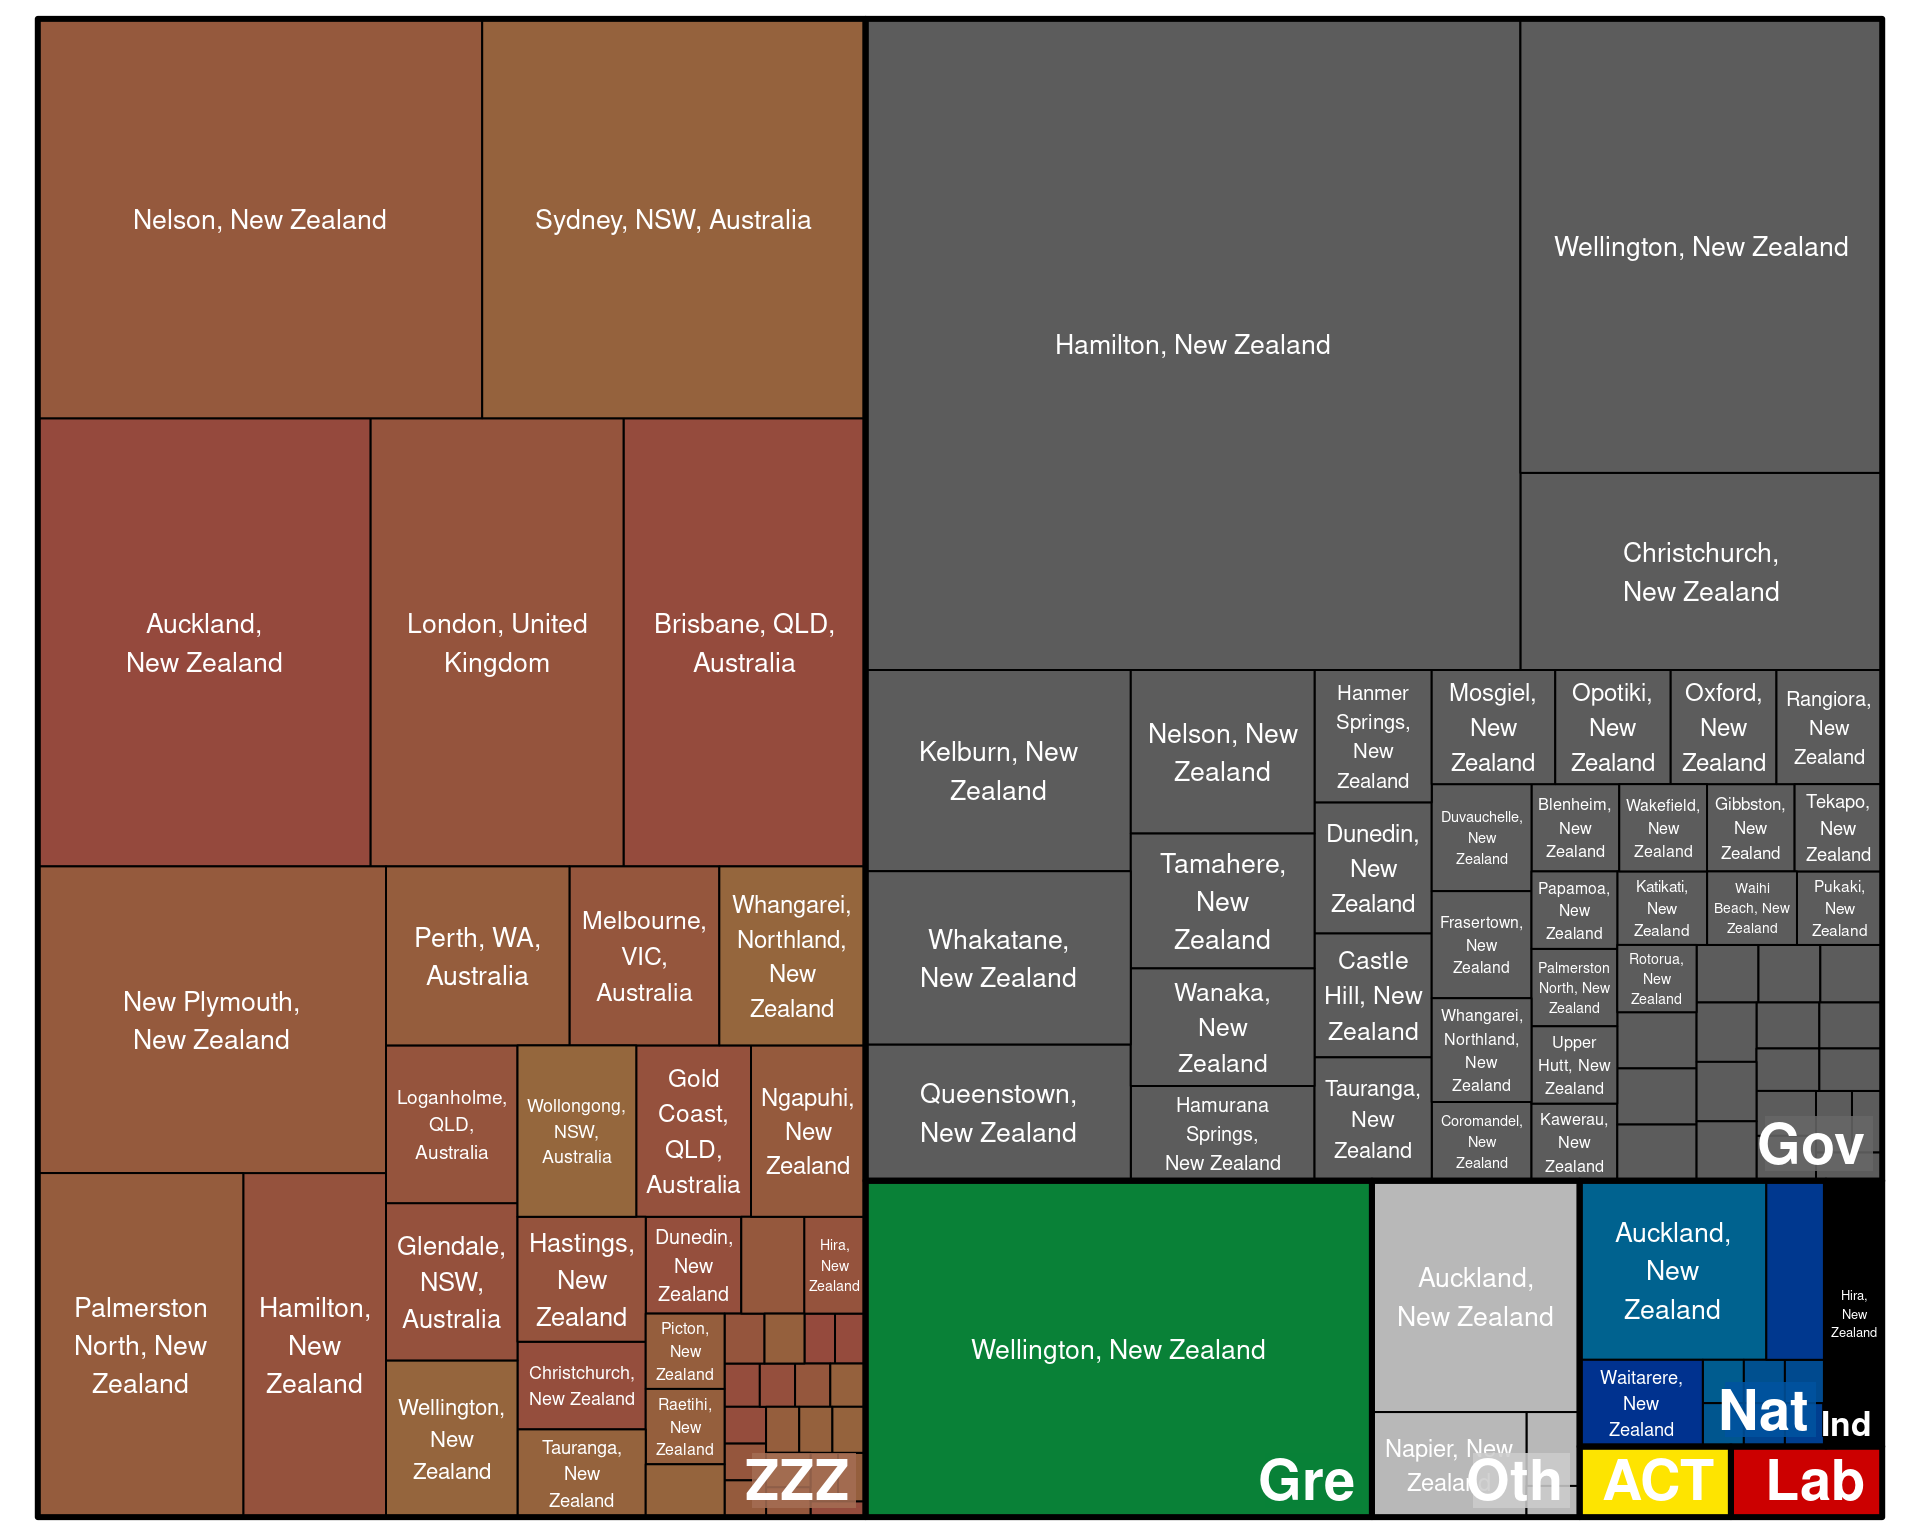 Nelson, New Zealand
Sydney, NSW, Australia
Auckland,
New Zealand
London, United
Kingdom
Brisbane, QLD,
Australia
New Plymouth,
New Zealand
Perth, WA,
Australia
Melbourne,
VIC,
Australia
Whangarei,
Northland,
New
Zealand
Loganholme,
QLD,
Australia
Wollongong,
NSW,
Australia
Gold
Coast,
QLD,
Australia
Ngapuhi,
New
Zealand
Palmerston
North, New
Zealand
Hamilton,
New
Zealand
Glendale,
NSW,
Australia
Wellington,
New
Zealand
Hastings,
New
Zealand
Christchurch,
New Zealand
Tauranga,
New
Zealand
Dunedin,
New
Zealand
Hira,
New
Zealand
Picton,
New
Zealand
Raetihi,
New
Zealand
ZZZ
Hamilton, New Zealand
Wellington, New Zealand
Christchurch,
New Zealand
Kelburn, New
Zealand
Whakatane,
New Zealand
Queenstown,
New Zealand
Nelson, New
Zealand
Tamahere,
New
Zealand
Wanaka,
New
Zealand
Hamurana
Springs,
New Zealand
Hanmer
Springs,
New
Zealand
Dunedin,
New
Zealand
Castle
Hill, New
Zealand
Tauranga,
New
Zealand
Mosgiel,
New
Zealand
Opotiki,
New
Zealand
Oxford,
New
Zealand
Rangiora,
New
Zealand
Duvauchelle,
New
Zealand
Frasertown,
New
Zealand
Whangarei,
Northland,
New
Zealand
Coromandel,
New
Zealand
Blenheim,
New
Zealand
Wakefield,
New
Zealand
Gibbston,
New
Zealand
Tekapo,
New
Zealand
Papamoa,
New
Zealand
Katikati,
New
Zealand
Waihi
Beach, New
Zealand
Pukaki,
New
Zealand
Palmerston
North, New
Zealand
Rotorua,
New
Zealand
Upper
Hutt, New
Zealand
Kawerau,
New
Zealand
Gov
Wellington, New Zealand
Gre
Auckland,
New Zealand
Napier, New
Zealand
Oth
Auckland,
New
Zealand
Waitarere,
New
Zealand
Nat
Hira,
New
Zealand
Ind
ACT
Lab